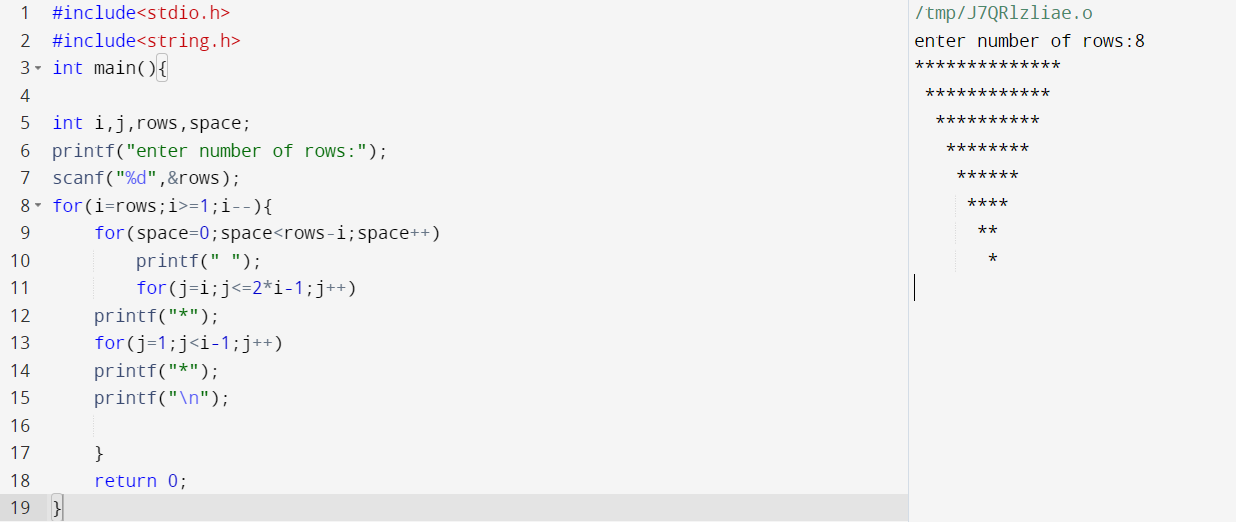 1 #include<stdio.h>
2 #include<string.h>
3 int main(){
4
5 int i,j,rows,space;
6 printf("enter number of rows:");
7 scanf("%d",&rows);
8 for(i=rows;i>=1;i--){
9     for(space=0;space<rows-i;space++)
10         printf(" ");
11         for(j=i;j<=2*i-1;j++)
12     printf("*");
13     for(j=1;j<i-1;j++)
14     printf("*");
15     printf("\n");
16
17     }
18     return 0;
19 }
/tmp/J7QRlzliae.o
enter number of rows:8
**************
 ************
  **********
   ********
    ******
     ****
      **
       *